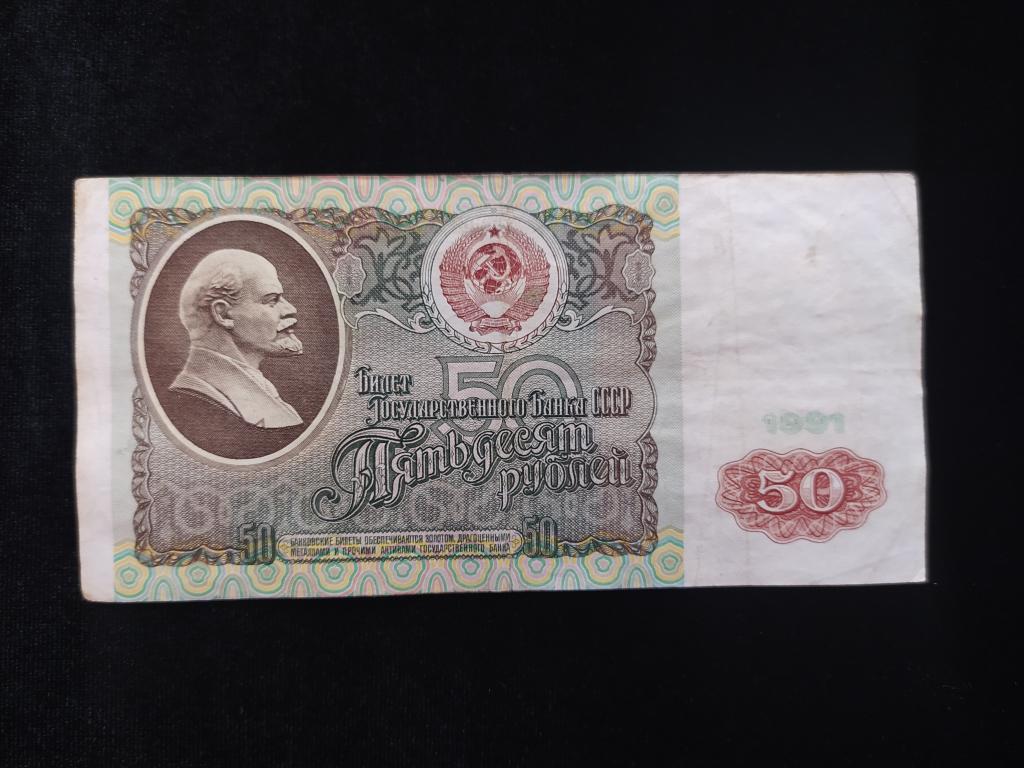 50
Билет
Государственного Банка СССР
Пятьдесят
рублей
50
50
БАНКОВСКИЕ БИЛЕТЫ ОБЕСПЕЧИВАЮТСЯ ЗОЛОТОМ, ДРАГОЦЕННЫМИ
МЕТАЛЛАМИ И ПРОЧИМИ АКТИВАМИ ГОСУДАРСТВЕННОГО БАНКА
1991
50